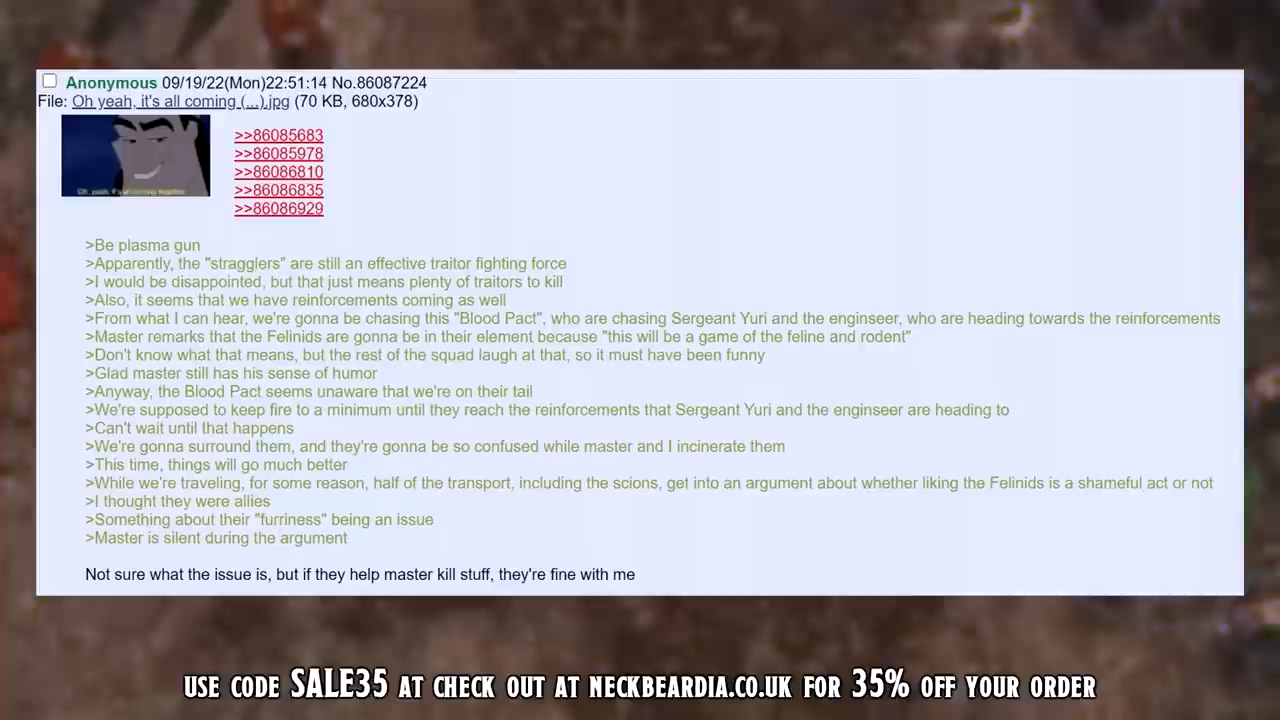 Anonymous 09/19/22(Mon)22:51:14 No.86087224
File: Oh yeah, it's all coming (...).jpg (70 KB, 680x378)
>>86085683
>>86085978
>>86086810
>>86086835
>>86086929
>Be plasma gun
>Apparently, the "stragglers" are still an effective traitor fighting force
>I would be disappointed, but that just means plenty of traitors to kill
>Also, it seems that we have reinforcements coming as well
>From what I can hear, we're gonna be chasing this "Blood Pact", who are chasing Sergeant Yuri and the enginseer, who are heading towards the reinforcements
>Master remarks that the Felinids are gonna be in their element because "this will be a game of the feline and rodent"
>Don't know what that means, but the rest of the squad laugh at that, so it must have been funny
>Glad master still has his sense of humor
>Anyway, the Blood Pact seems unaware that we're on their tail
>We're supposed to keep fire to a minimum until they reach the reinforcements that Sergeant Yuri and the enginseer are heading to
>Can't wait until that happens
>We're gonna surround them, and they're gonna be so confused while master and I incinerate them
>This time, things will go much better
>While we're traveling, for some reason, half of the transport, including the scions, get into an argument about whether liking the Felinids is a shameful act or not
>I thought they were allies
>Something about their "furriness" being an issue
>Master is silent during the argument
Not sure what the issue is, but if they help master kill stuff, they're fine with me
USE CODE SALE35 AT CHECK OUT AT NECKBEARDIA.CO.UK FOR 35% OFF YOUR ORDER